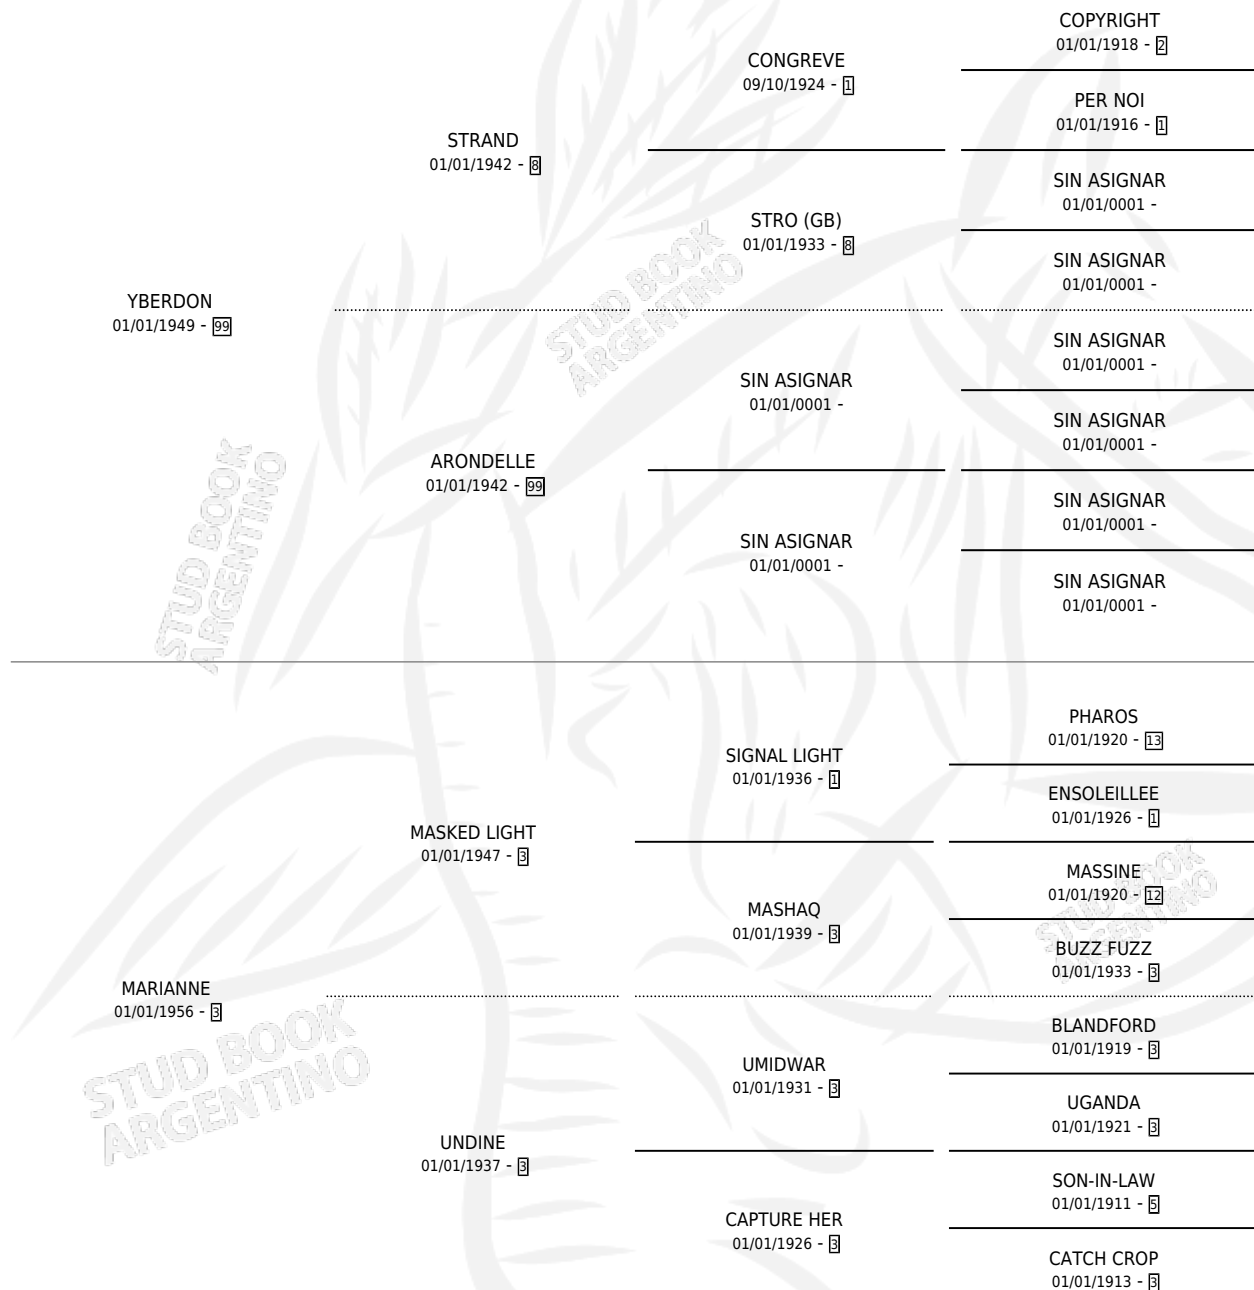 COPYRIGHT
01/01/1918 - 2
CONGREVE
09/10/1924 - 1
PER NOI
01/01/1916 - 1
STRAND
01/01/1942 - 8
SIN ASIGNAR
01/01/0001 -
STRO (GB)
01/01/1933 - 8
SIN ASIGNAR
01/01/0001 -
YBERDON
01/01/1949 - 99
SIN ASIGNAR
01/01/0001 -
SIN ASIGNAR
01/01/0001 -
SIN ASIGNAR
01/01/0001 -
ARONDELLE
01/01/1942 - 99
SIN ASIGNAR
01/01/0001 -
SIN ASIGNAR
01/01/0001 -
SIN ASIGNAR
01/01/0001 -
PHAROS
01/01/1920 - 13
SIGNAL LIGHT
01/01/1936 - 1
ENSOLEILLEE
01/01/1926 - 1
MASKED LIGHT
01/01/1947 - 3
MASSINE
01/01/1920 - 12
MASHAQ
01/01/1939 - 3
BUZZ FUZZ
01/01/1933 - 3
MARIANNE
01/01/1956 - 3
BLANDFORD
01/01/1919 - 3
UMIDWAR
01/01/1931 - 3
UGANDA
01/01/1921 - 3
UNDINE
01/01/1937 - 3
SON-IN-LAW
01/01/1911 - 5
CAPTURE HER
01/01/1926 - 3
CATCH CROP
01/01/1913 - 3
STUD BOOK
ARGENTINO
STUD BOOK
ARGENTINO
STUD BOOK
ARGENTINO
STUD BOOK
ARGENTINO